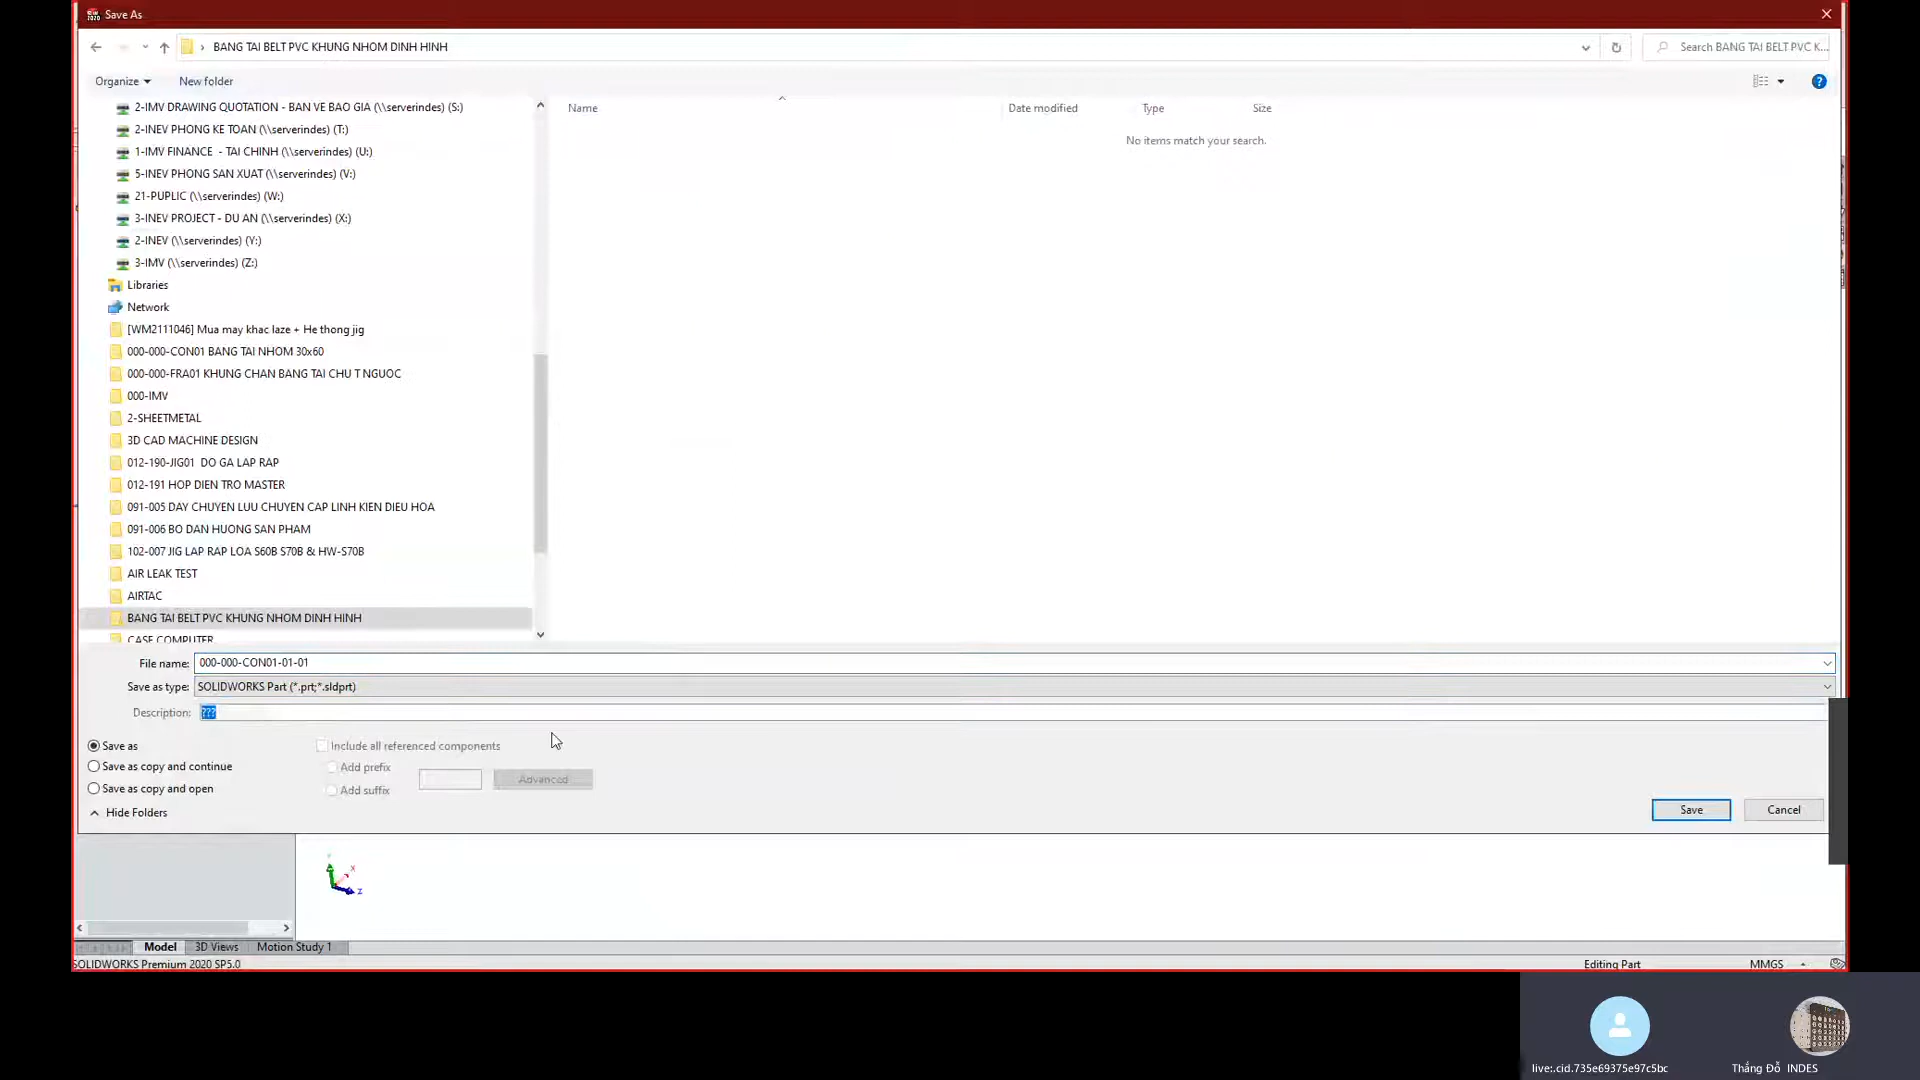 Save As
BANG TAI BELT PVC KHUNG NHOM DINH HINH
Search BANG TAI BELT PVC K...
Organize
New folder
2-IMV DRAWING QUOTATION - BAN VE BAO GIA (\\serverindes) (S:)
2-INEV PHONG KE TOAN (\\serverindes) (T:)
1-IMV FINANCE - TAI CHINH (\\serverindes) (U:)
5-INEV PHONG SAN XUAT (\\serverindes) (V:)
21-PUPLIC (\\serverindes) (W:)
3-INEV PROJECT - DU AN (\\serverindes) (X:)
2-INEV (\\serverindes) (Y:)
3-IMV (\\serverindes) (Z:)
Libraries
Network
[WM2111046] Mua may khac laze + He thong jig
000-000-CON01 BANG TAI NHOM 30x60
000-000-FRA01 KHUNG CHAN BANG TAI CHU T NGUOC
000-IMV
2-SHEETMETAL
3D CAD MACHINE DESIGN
012-190-JIG01 DO GA LAP RAP
012-191 HOP DIEN TRO MASTER
091-005 DAY CHUYEN LUU CHUYEN CAP LINH KIEN DIEU HOA
091-006 BO DAN HUONG SAN PHAM
102-007 JIG LAP RAP LOA S60B S70B & HW-S70B
AIR LEAK TEST
AIRTAC
BANG TAI BELT PVC KHUNG NHOM DINH HINH
CASE COMPUTER
Name Date modified Type Size
No items match your search.
File name: 000-000-CON01-01-01
Save as type: SOLIDWORKS Part (*.prt;*.sldprt)
Description: ???
Save as
Save as copy and continue
Save as copy and open
Include all referenced components
Add prefix
Add suffix
Advanced
Hide Folders
Save Cancel
Y
X
Z
Model 3D Views Motion Study 1
SOLIDWORKS Premium 2020 SP5.0
Editing Part MMGS
live:.cid.735e69375e97c5bc
Thắng Đỗ INDES